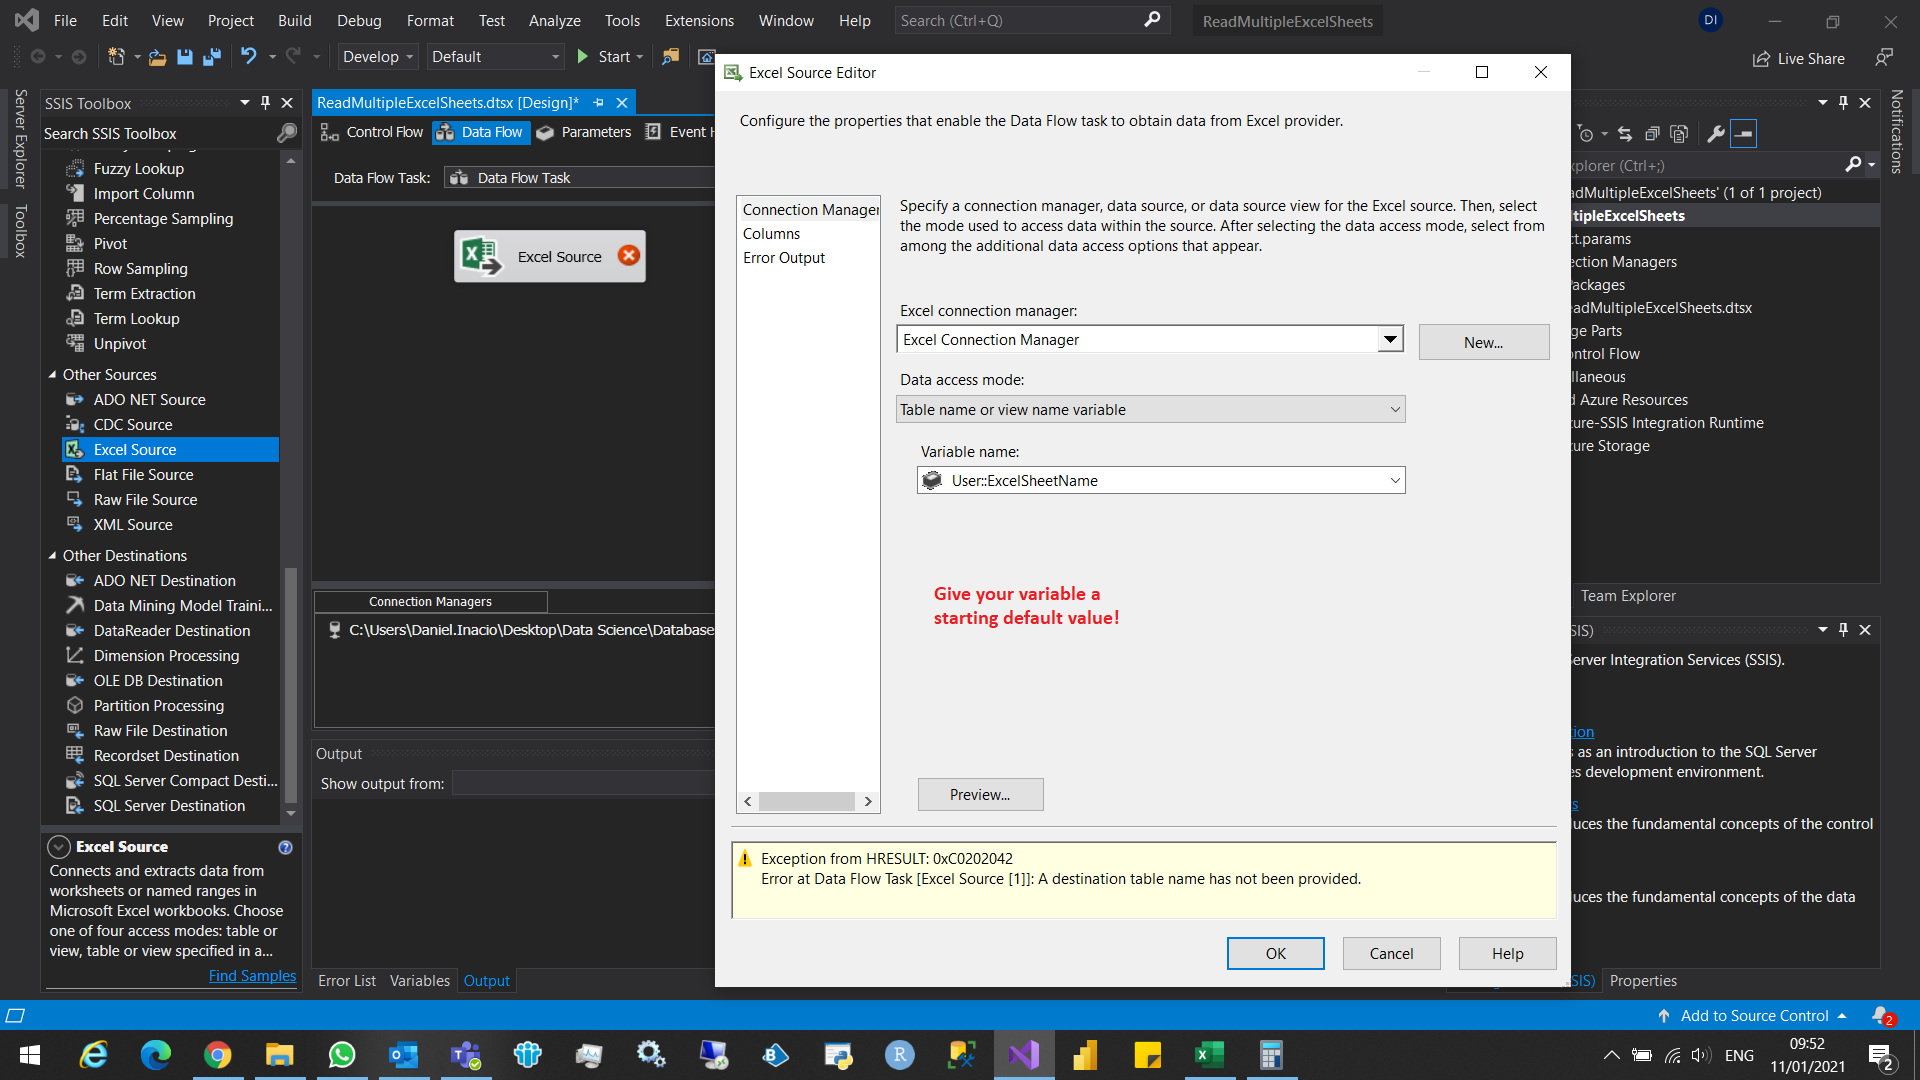 File Edit View Project Build Debug Format Test Analyze Tools Extensions Window Help Search (Ctrl+Q) ReadMultipleExcelSheets DI
Develop Default Start Live Share
Server Explorer
Toolbox
SSIS Toolbox
Search SSIS Toolbox
Fuzzy Lookup
Import Column
Percentage Sampling
Pivot
Row Sampling
Term Extraction
Term Lookup
Unpivot
Other Sources
ADO NET Source
CDC Source
Excel Source
Flat File Source
Raw File Source
XML Source
Other Destinations
ADO NET Destination
Data Mining Model Traini...
DataReader Destination
Dimension Processing
OLE DB Destination
Partition Processing
Raw File Destination
Recordset Destination
SQL Server Compact Desti...
SQL Server Destination
Excel Source
Connects and extracts data from
worksheets or named ranges in
Microsoft Excel workbooks. Choose
one of four access modes: table or
view, table or view specified in a...
Find Samples
ReadMultipleExcelSheets.dtsx [Design]*
Control Flow Data Flow Parameters Event H
Data Flow Task: Data Flow Task
Excel Source
Connection Managers
C:\Users\Daniel.Inacio\Desktop\Data Science\Database
Output
Show output from:
Error List Variables Output
Excel Source Editor
Configure the properties that enable the Data Flow task to obtain data from Excel provider.
Connection Manager
Columns
Error Output
Specify a connection manager, data source, or data source view for the Excel source. Then, select
the mode used to access data within the source. After selecting the data access mode, select from
among the additional data access options that appear.
Excel connection manager:
Excel Connection Manager
New...
Data access mode:
Table name or view name variable
Variable name:
User::ExcelSheetName
Give your variable a
starting default value!
Preview...
Exception from HRESULT: 0xC0202042
Error at Data Flow Task [Excel Source [1]]: A destination table name has not been provided.
OK Cancel Help
Notifications
xplorer (Ctrl+;)
adMultipleExcelSheets' (1 of 1 project)
ltipleExcelSheets
ct.params
ction Managers
Packages
eadMultipleExcelSheets.dtsx
ge Parts
ontrol Flow
llaneous
d Azure Resources
zure-SSIS Integration Runtime
zure Storage
Team Explorer
SIS)
Server Integration Services (SSIS).
tion
s as an introduction to the SQL Server
es development environment.
s
uces the fundamental concepts of the control
uces the fundamental concepts of the data
SIS) Properties
Add to Source Control 2
ENG
09:52
11/01/2021
2